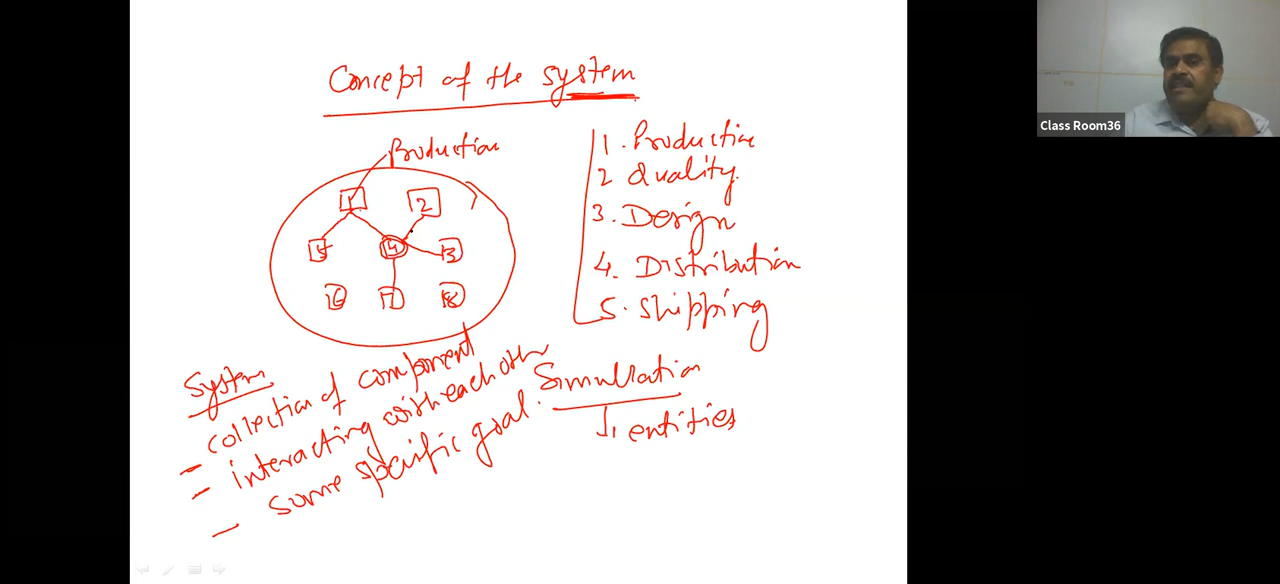 Concept of the system
Production
1 2
5 4 3
6 7 8
1. Production
2 Quality.
3. Design
4. Distribution
5. Shipping
System
- collection of component
- interacting with each other
- some specific goal.
Simulation
entities
Class Room36